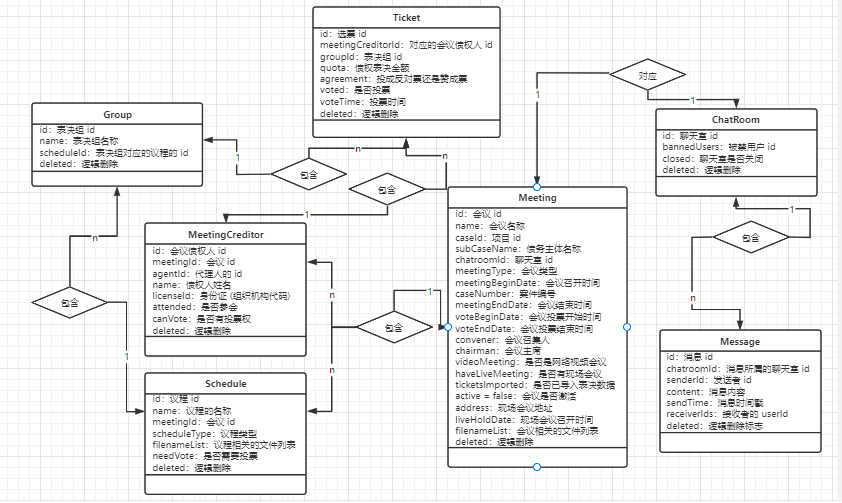 Ticket
id：选票 id
meetingCreditorId：对应的会议债权人 id
groupId：表决组 id
quota：债权表决金额
agreement：投成反对票还是赞成票
voted：是否投票
voteTime：投票时间
deleted：逻辑删除
对应
1
1
Group
id：表决组 id
name：表决组名称
scheduleId：表决组对应的议程的 id
deleted：逻辑删除
ChatRoom
id：聊天室 id
bannedUsers：被禁用户 id
closed：聊天室是否关闭
deleted：逻辑删除
n
1
包含
n
包含
1
Meeting
id：会议 id
name：会议名称
caseId：项目 id
subCaseName：债务主体名称
chatroomId：聊天室 id
meetingType：会议类型
meetingBeginDate：会议召开时间
caseNumber：案件编号
meetingEndDate：会议结束时间
voteBeginDate：会议投票开始时间
voteEndDate：会议投票结束时间
convener：会议召集人
chairman：会议主席
videoMeeting：是否是网络视频会议
haveLiveMeeting：是否有现场会议
ticketsImported：是否已导入表决数据
active = false：会议是否激活
address：现场会议地址
liveHoldDate：现场会议召开时间
filenameList：会议相关的文件列表
deleted：逻辑删除
1
包含
n
MeetingCreditor
id：会议债权人 id
meetingId：会议 id
agentId：代理人的 id
name：债权人姓名
licenseId：身份证 (组织机构代码)
attended：是否参会
canVote：是否有投票权
deleted：逻辑删除
n
包含
1
n
1
包含
n
n
Message
id：消息 id
chatroomId：消息所属的聊天室 id
senderId：发送者 id
content：消息内容
sendTime：消息时间戳
receiverIds：接收者的 userId
deleted：逻辑删除标志
Schedule
id：议程 id
name：议程的名称
meetingId：会议 id
scheduleType：议程类型
filenameList：议程相关的文件列表
needVote：是否需要投票
deleted：逻辑删除